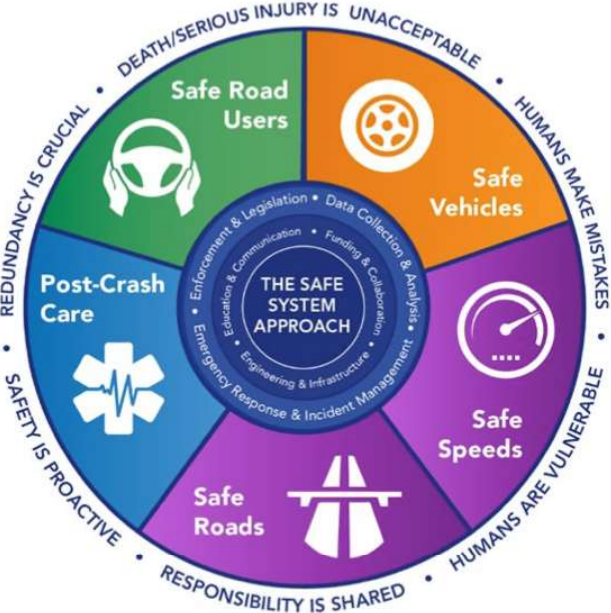 DEATH/SERIOUS INJURY IS UNACCEPTABLE
•
HUMANS MAKE MISTAKES
•
HUMANS ARE VULNERABLE
•
RESPONSIBILITY IS SHARED
•
SAFETY IS PROACTIVE
•
REDUNDANCY IS CRUCIAL
•
Safe Road
Users
Safe
Vehicles
Safe
Speeds
Safe
Roads
Post-Crash
Care
Enforcement & Legislation • Data Collection & Analysis •
Emergency Response & Incident Management •
Education & Communication • Funding & Collaboration •
Engineering & Infrastructure •
THE SAFE
SYSTEM
APPROACH